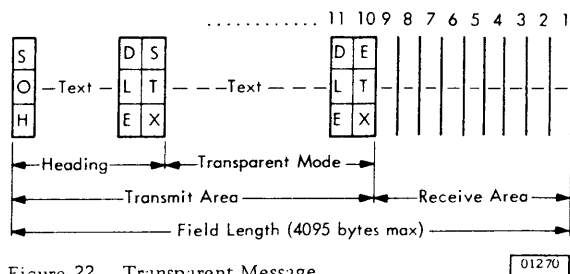 ............ 11 10 9 8 7 6 5 4 3 2 1
S D S D E
O Text L T Text L T
H E X E X
Heading Transparent Mode
Transmit Area Receive Area
Field Length (4095 bytes max)
Figure 22. Transparent Message
01270